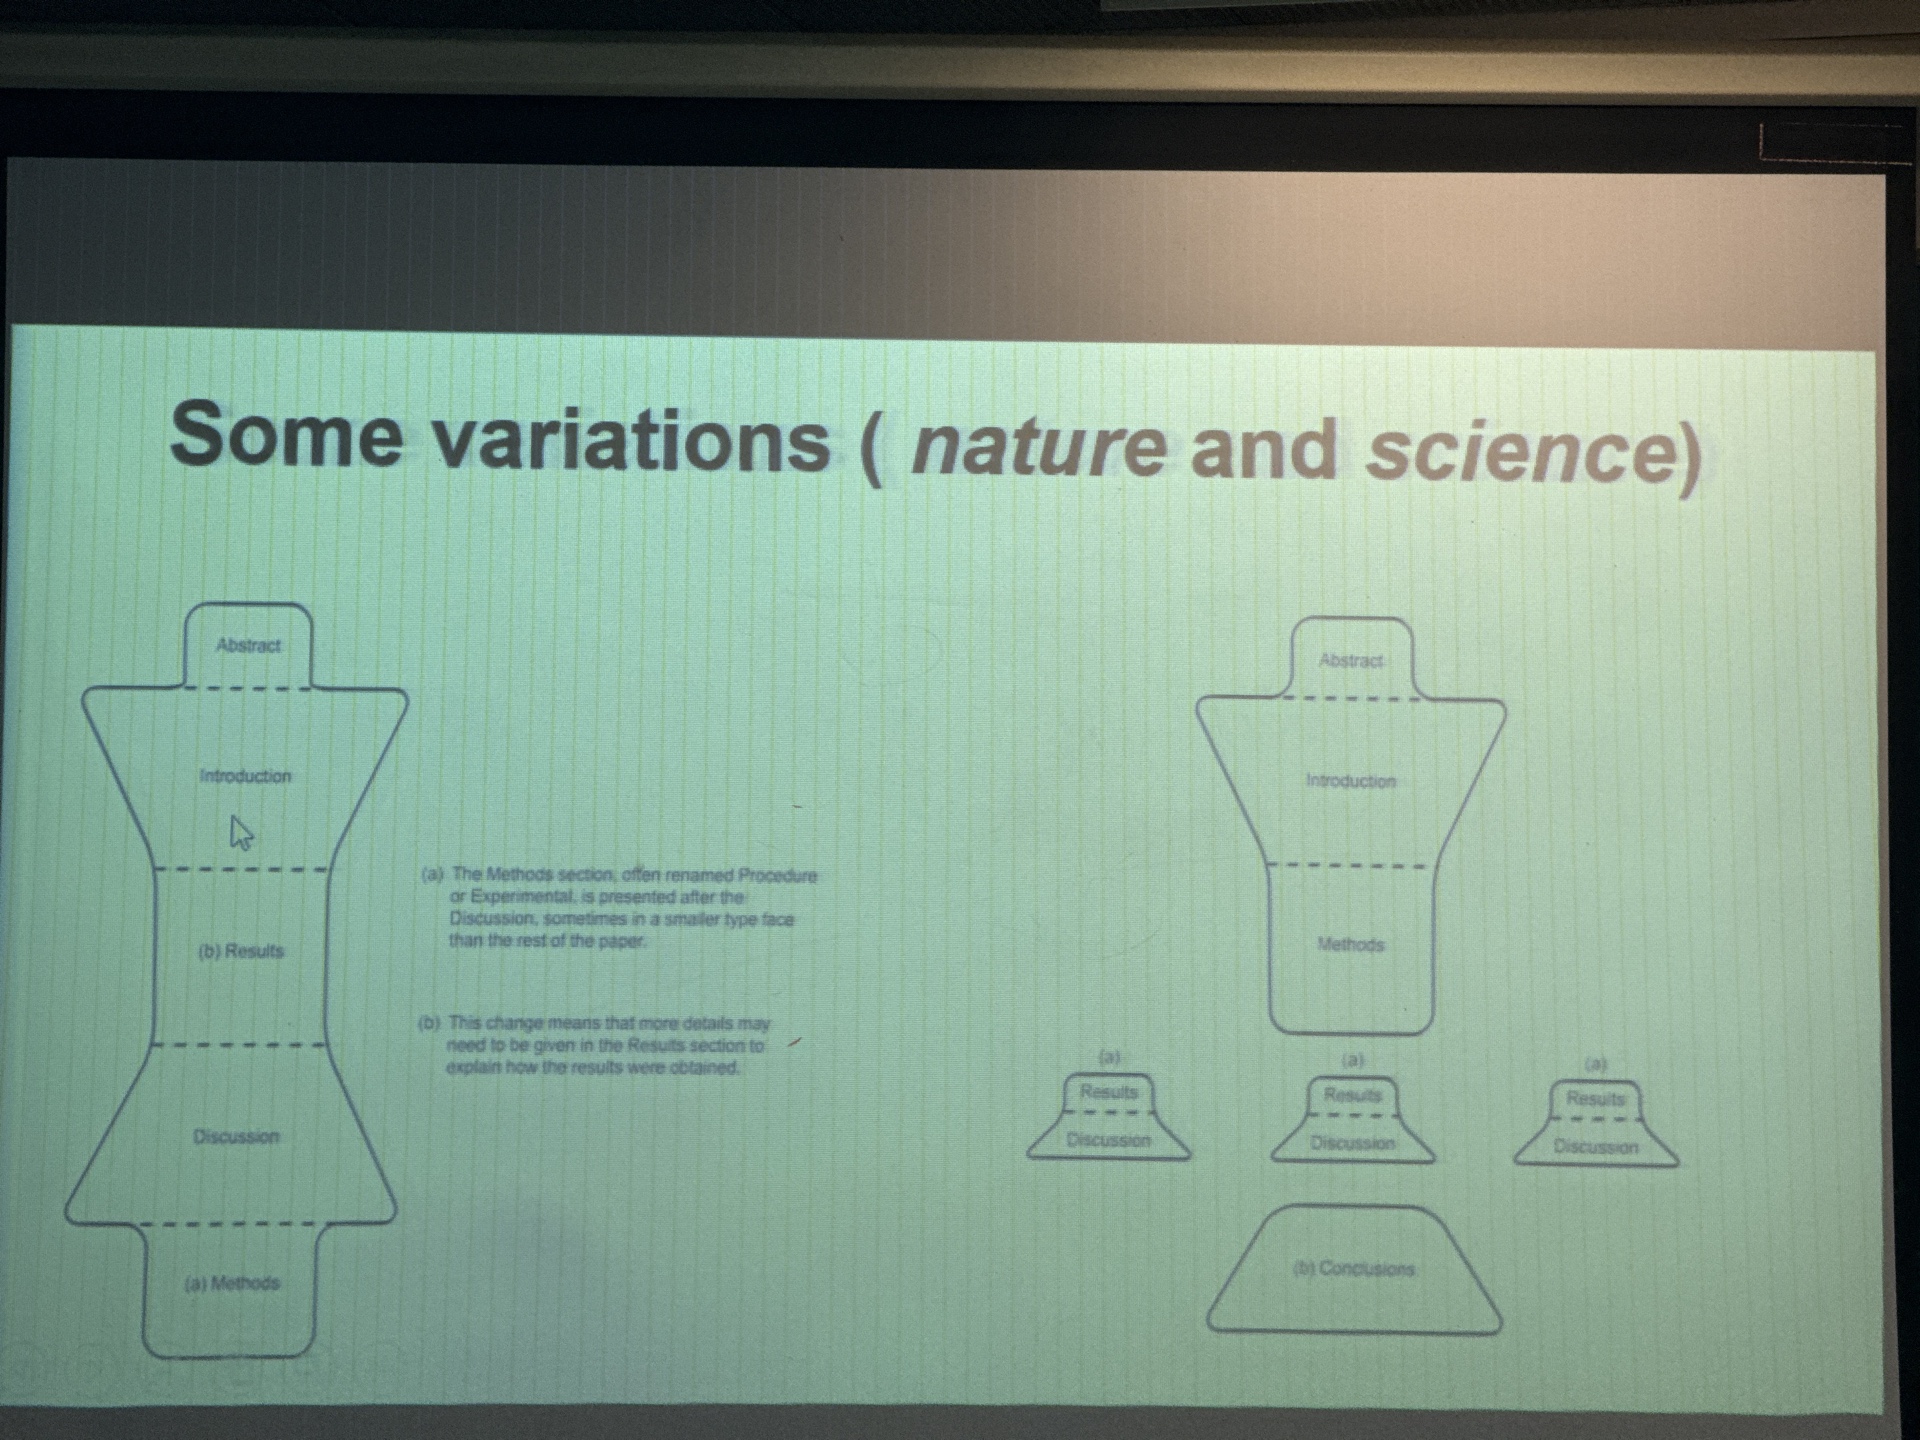 Some variations ( nature and science)
Abstract
Introduction
(b) Results
Discussion
(a) Methods
(a) The Methods section, often renamed Procedure
or Experimental, is presented after the
Discussion, sometimes in a smaller type face
than the rest of the paper.
(b) This change means that more details may
need to be given in the Results section to
explain how the results were obtained.
Abstract
Introduction
Methods
(a)
Results
Discussion
(a)
Results
Discussion
(a)
Results
Discussion
(b) Conclusions